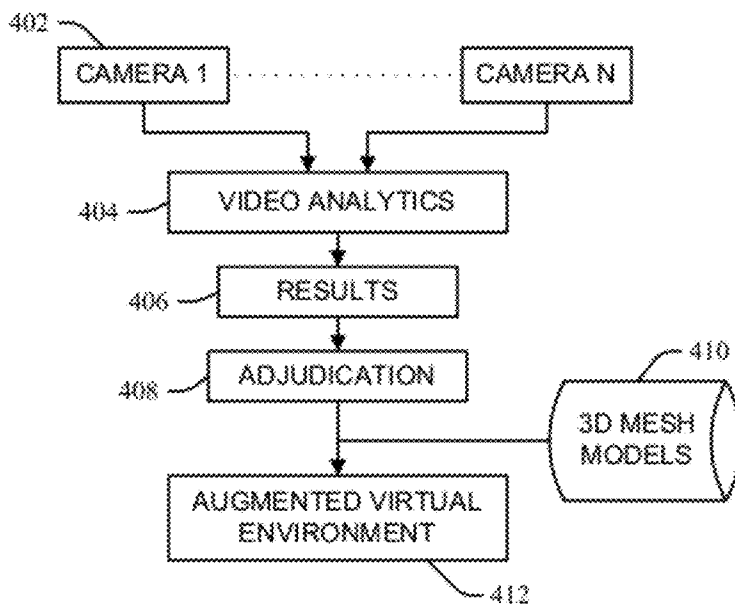 402
CAMERA 1
CAMERA N
404
VIDEO ANALYTICS
406
RESULTS
408
ADJUDICATION
410
3D MESH
MODELS
AUGMENTED VIRTUAL
ENVIRONMENT
412